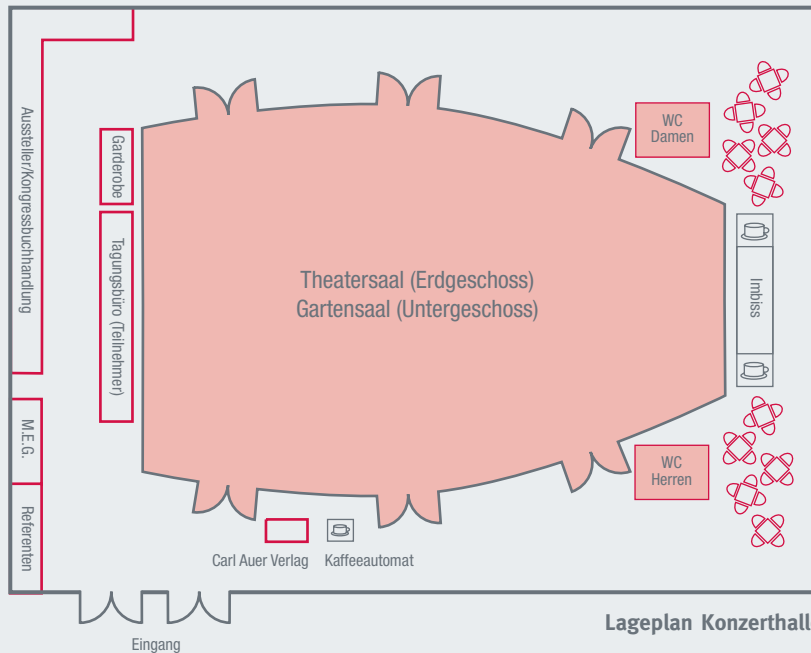 Aussteller/Kongressbuchhandlung
Garderobe
Tagungsbüro (Teilnehmer)
M.E.G.
Referenten
Theatersaal (Erdgeschoss)
Gartensaal (Untergeschoss)
WC
Damen
Imbiss
WC
Herren
Carl Auer Verlag
Kaffeeautomat
Eingang
Lageplan Konzerthall